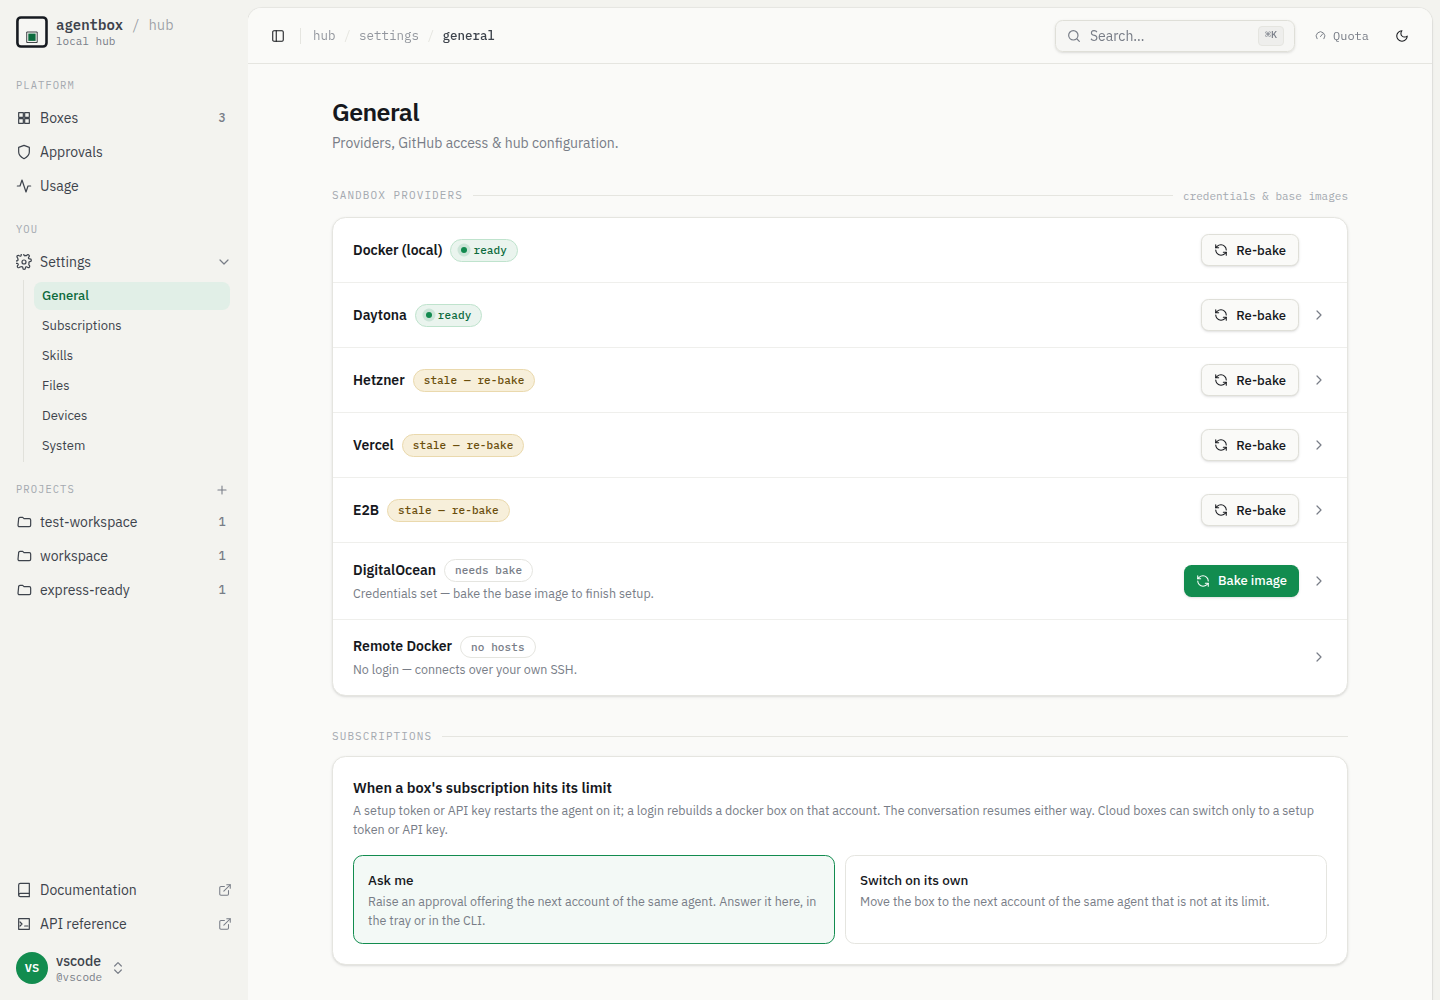 agentbox / hub
local hub
PLATFORM
Boxes 3
Approvals
Usage
YOU
Settings
General
Subscriptions
Skills
Files
Devices
System
PROJECTS
test-workspace 1
workspace 1
express-ready 1
Documentation
API reference
VS
vscode
@vscode
hub / settings / general
Search... ⌘K
Quota
General
Providers, GitHub access & hub configuration.
SANDBOX PROVIDERS
credentials & base images
Docker (local) ready Re-bake
Daytona ready Re-bake
Hetzner stale — re-bake Re-bake
Vercel stale — re-bake Re-bake
E2B stale — re-bake Re-bake
DigitalOcean needs bake
Credentials set — bake the base image to finish setup.
Bake image
Remote Docker no hosts
No login — connects over your own SSH.
SUBSCRIPTIONS
When a box's subscription hits its limit
A setup token or API key restarts the agent on it; a login rebuilds a docker box on that account. The conversation resumes either way. Cloud boxes can switch only to a setup
token or API key.
Ask me
Raise an approval offering the next account of the same agent. Answer it here, in
the tray or in the CLI.
Switch on its own
Move the box to the next account of the same agent that is not at its limit.